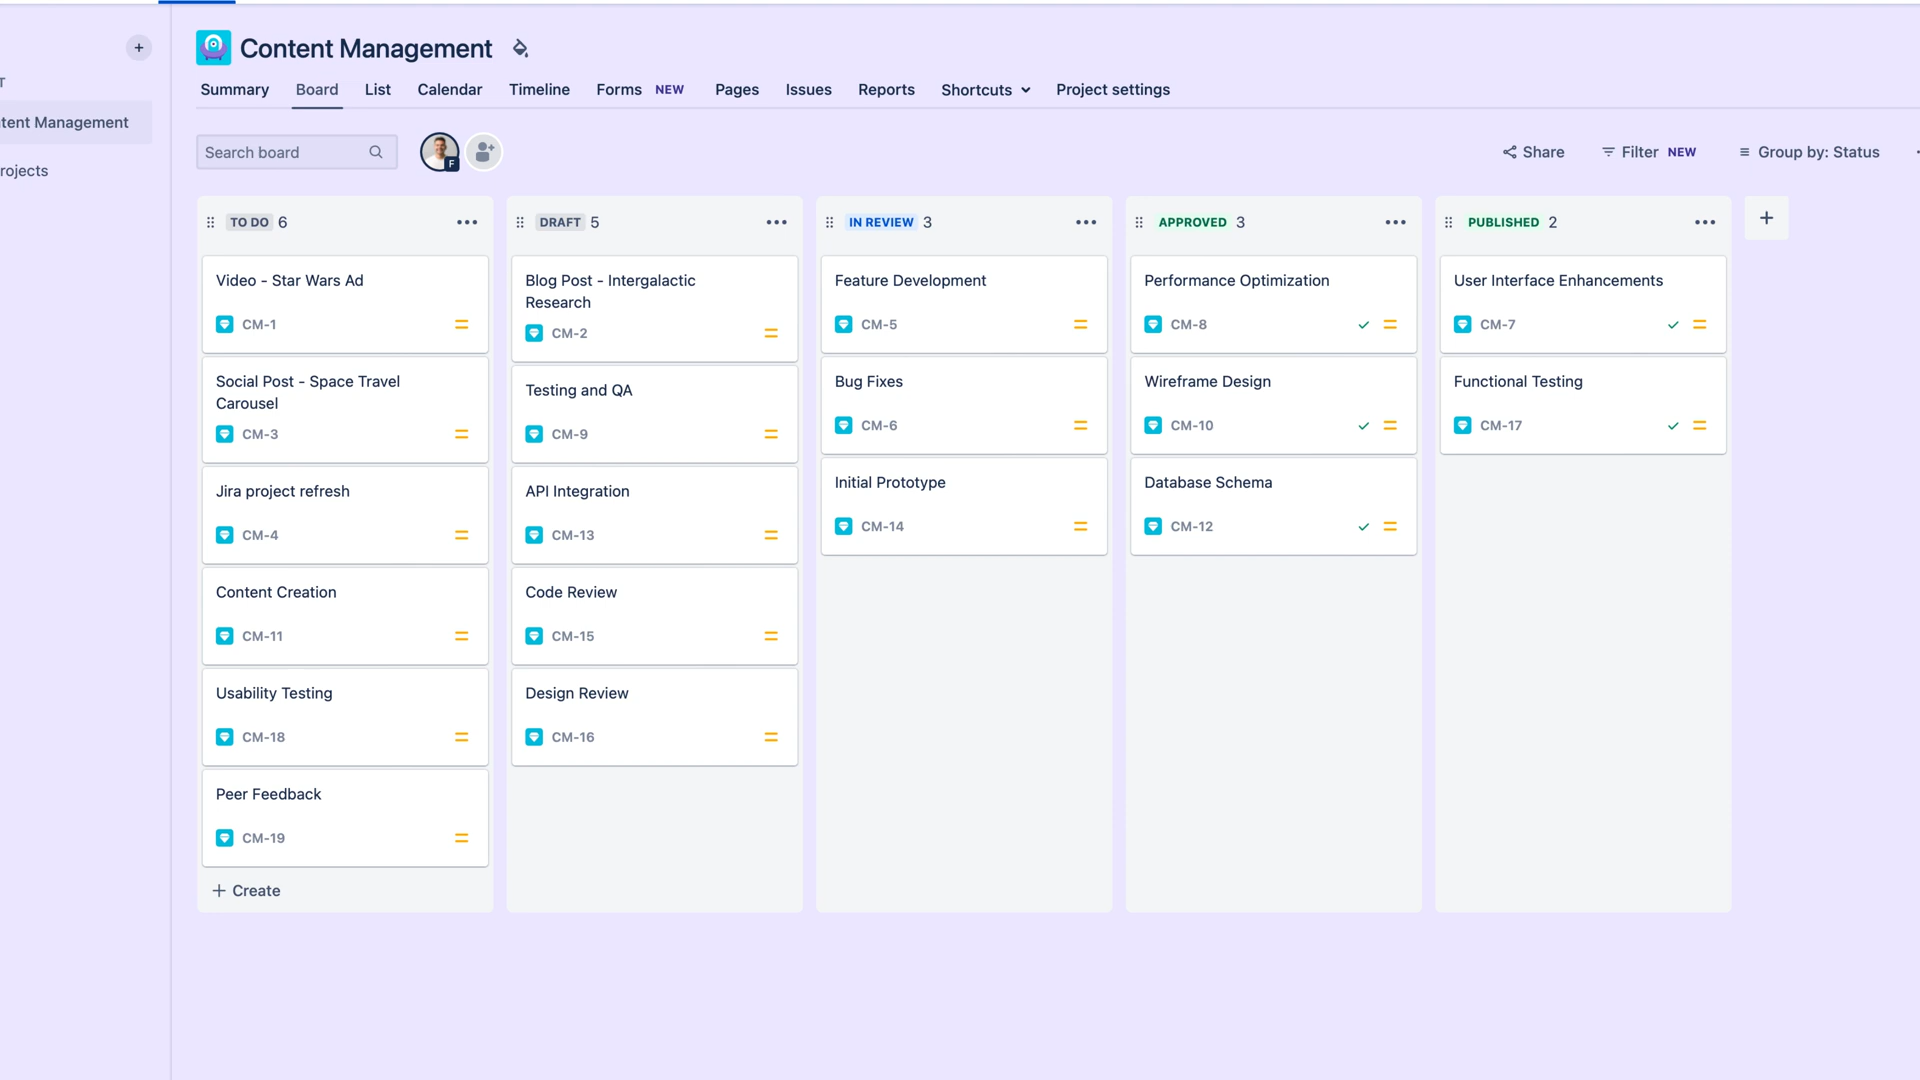 Content Management
T
Summary Board List Calendar Timeline Forms NEW Pages Issues Reports Shortcuts Project settings
tent Management
rojects
Search board
F
Share
Filter NEW
Group by: Status
TO DO 6
Video - Star Wars Ad
CM-1
Social Post - Space Travel
Carousel
CM-3
Jira project refresh
CM-4
Content Creation
CM-11
Usability Testing
CM-18
Peer Feedback
CM-19
Create
DRAFT 5
Blog Post - Intergalactic
Research
CM-2
Testing and QA
CM-9
API Integration
CM-13
Code Review
CM-15
Design Review
CM-16
IN REVIEW 3
Feature Development
CM-5
Bug Fixes
CM-6
Initial Prototype
CM-14
APPROVED 3
Performance Optimization
CM-8
Wireframe Design
CM-10
Database Schema
CM-12
PUBLISHED 2
User Interface Enhancements
CM-7
Functional Testing
CM-17